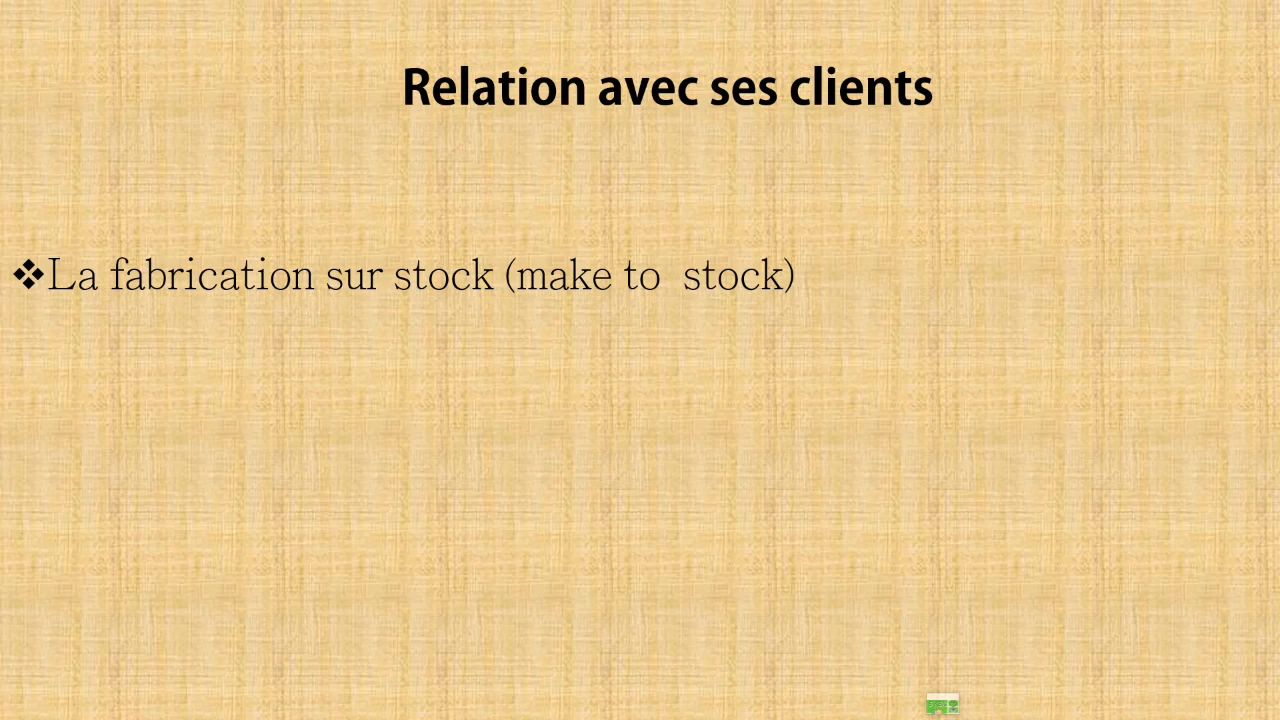 Relation avec ses clients
❖La fabrication sur stock (make to stock)